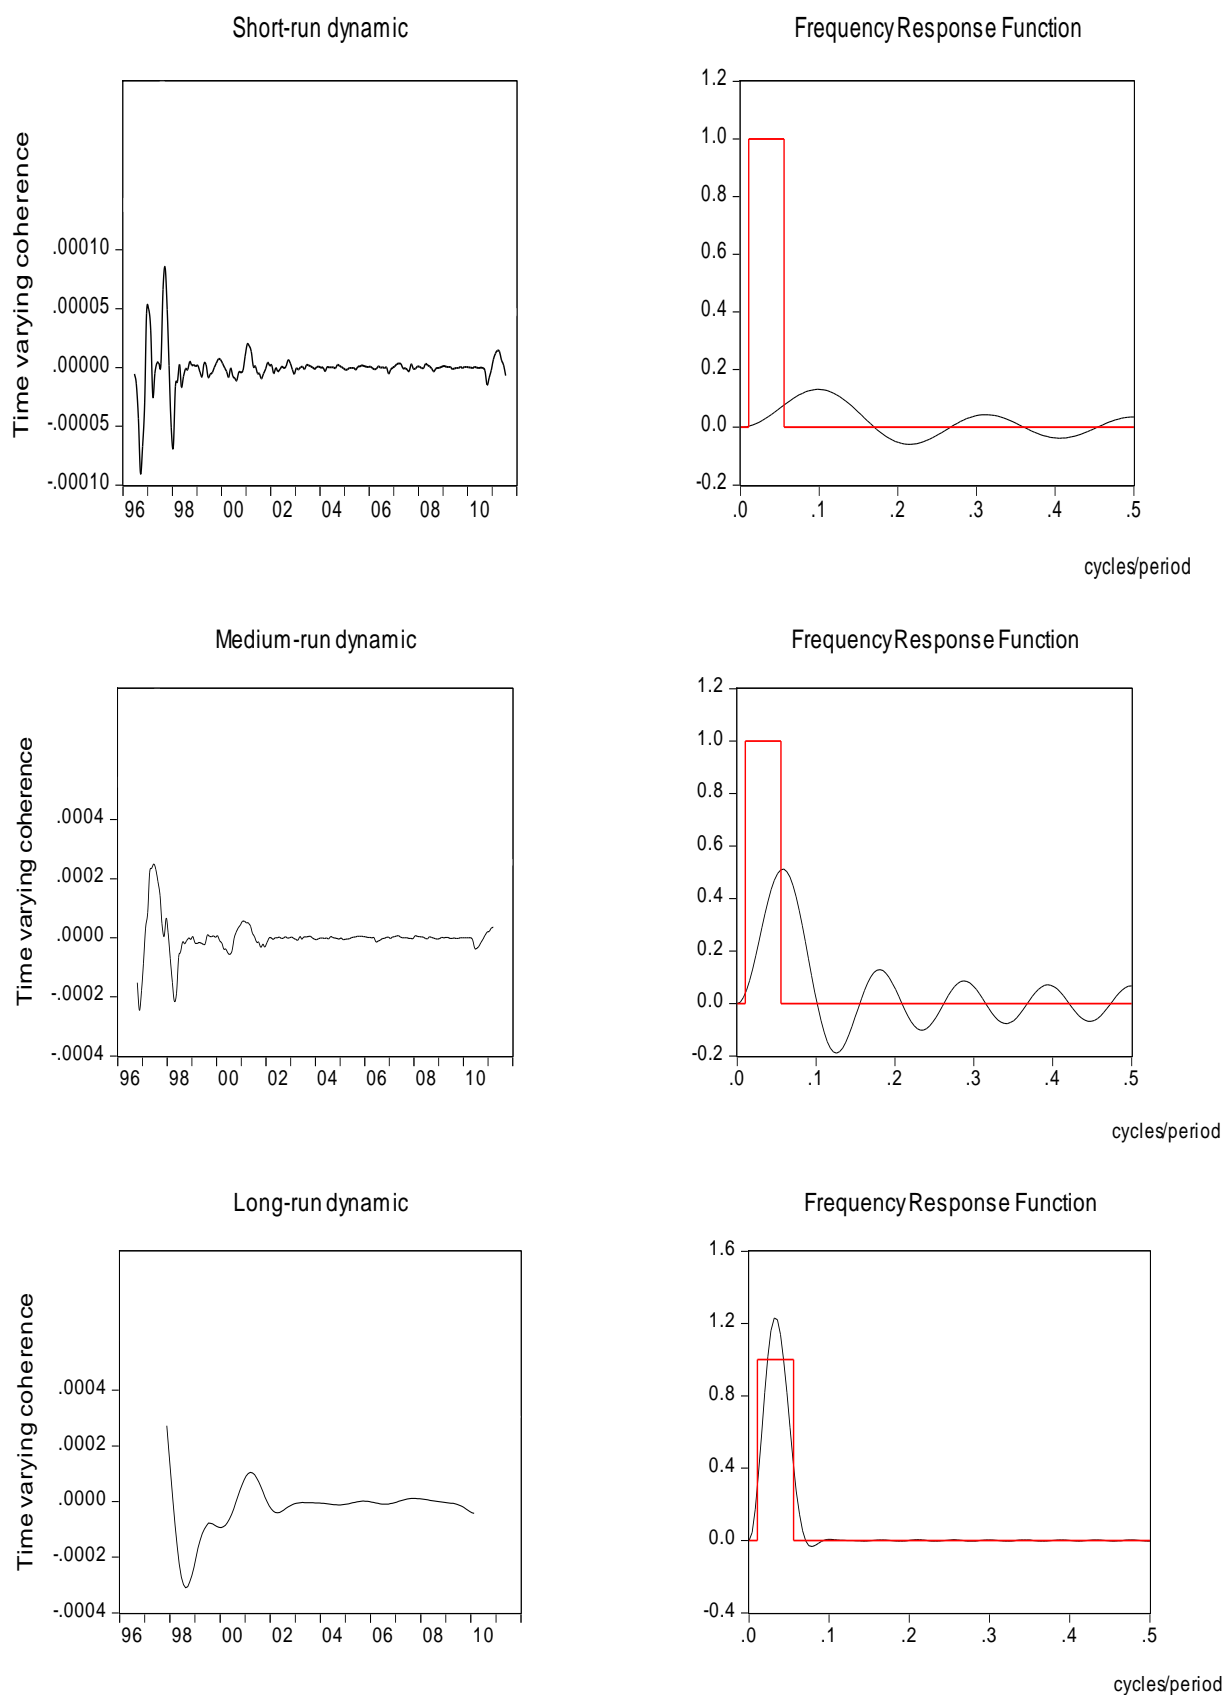 Short-run dynamic
Frequency Response Function
Time varying coherence
.00010
.00005
.00000
-.00005
-.00010
96 98 00 02 04 06 08 10
1.2
1.0
0.8
0.6
0.4
0.2
0.0
-0.2
.0 .1 .2 .3 .4 .5
cycles/period
Medium-run dynamic
Frequency Response Function
Time varying coherence
.0004
.0002
.0000
-.0002
-.0004
96 98 00 02 04 06 08 10
1.2
1.0
0.8
0.6
0.4
0.2
0.0
-0.2
.0 .1 .2 .3 .4 .5
cycles/period
Long-run dynamic
Frequency Response Function
Time varying coherence
.0004
.0002
.0000
-.0002
-.0004
96 98 00 02 04 06 08 10
1.6
1.2
0.8
0.4
0.0
-0.4
.0 .1 .2 .3 .4 .5
cycles/period